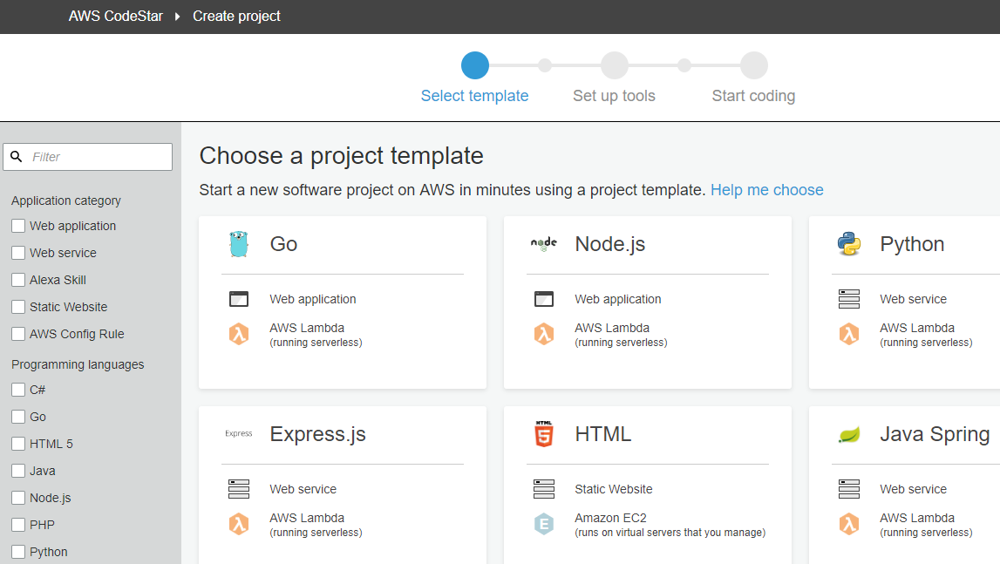 AWS CodeStar Create project
Select template Set up tools Start coding
Filter
Application category
Web application
Web service
Alexa Skill
Static Website
AWS Config Rule
Programming languages
C#
Go
HTML 5
Java
Node.js
PHP
Python
Choose a project template
Start a new software project on AWS in minutes using a project template. Help me choose
Go
Web application
AWS Lambda
(running serverless)
node
Node.js
Web application
AWS Lambda
(running serverless)
Python
Web service
AWS Lambda
(running serverless)
Express
Express.js
Web service
AWS Lambda
(running serverless)
HTML
5
HTML
Static Website
E
Amazon EC2
(runs on virtual servers that you manage)
Java Spring
Web service
AWS Lambda
(running serverless)